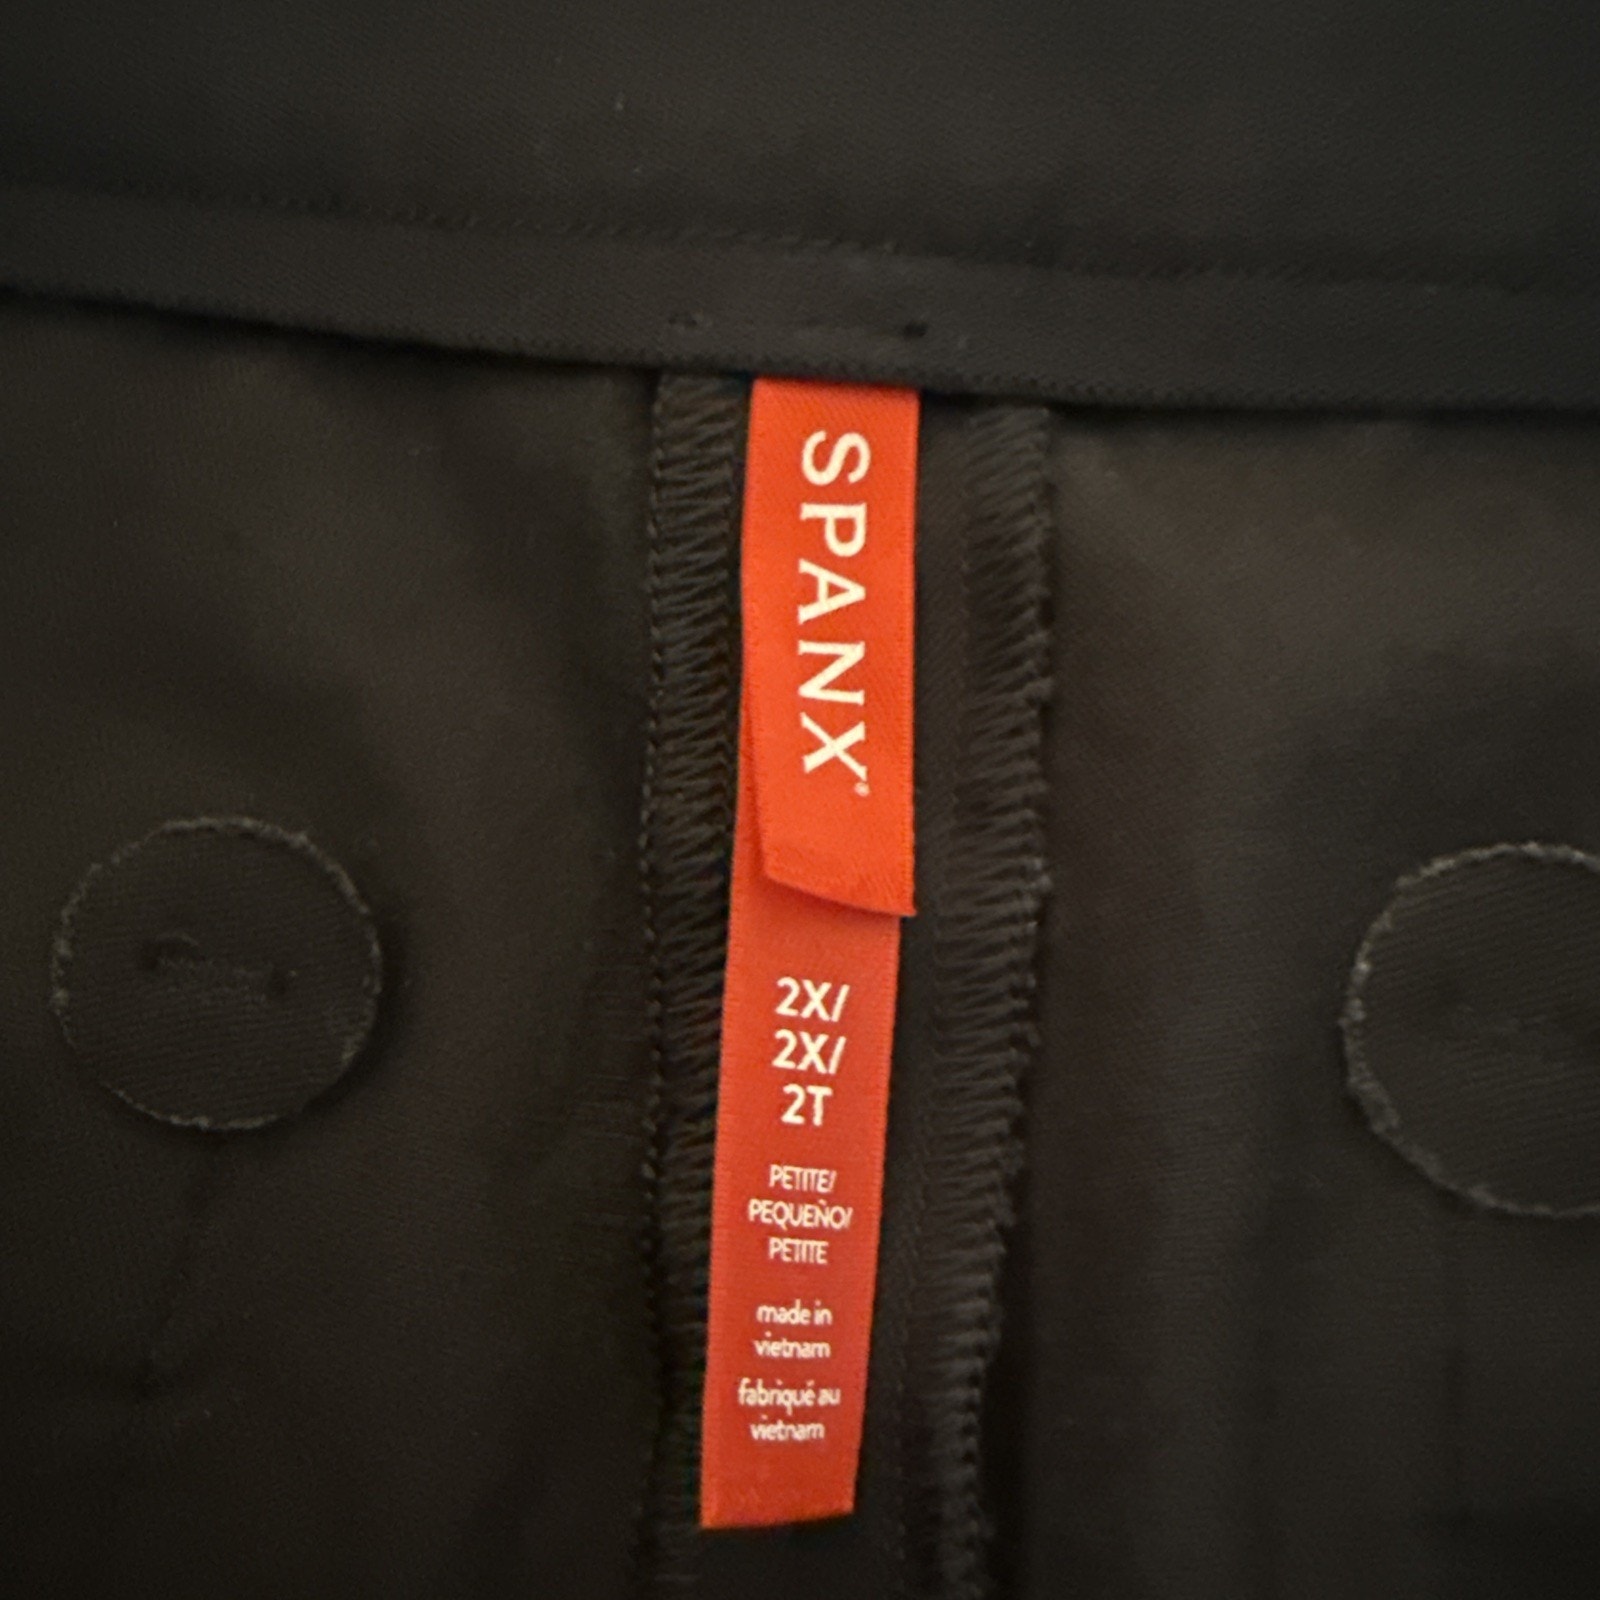 SPANX®
2X/
2X/
2T
PETITE/
PEQUEÑO/
PETITE
made in
vietnam
fabriqué au
vietnam